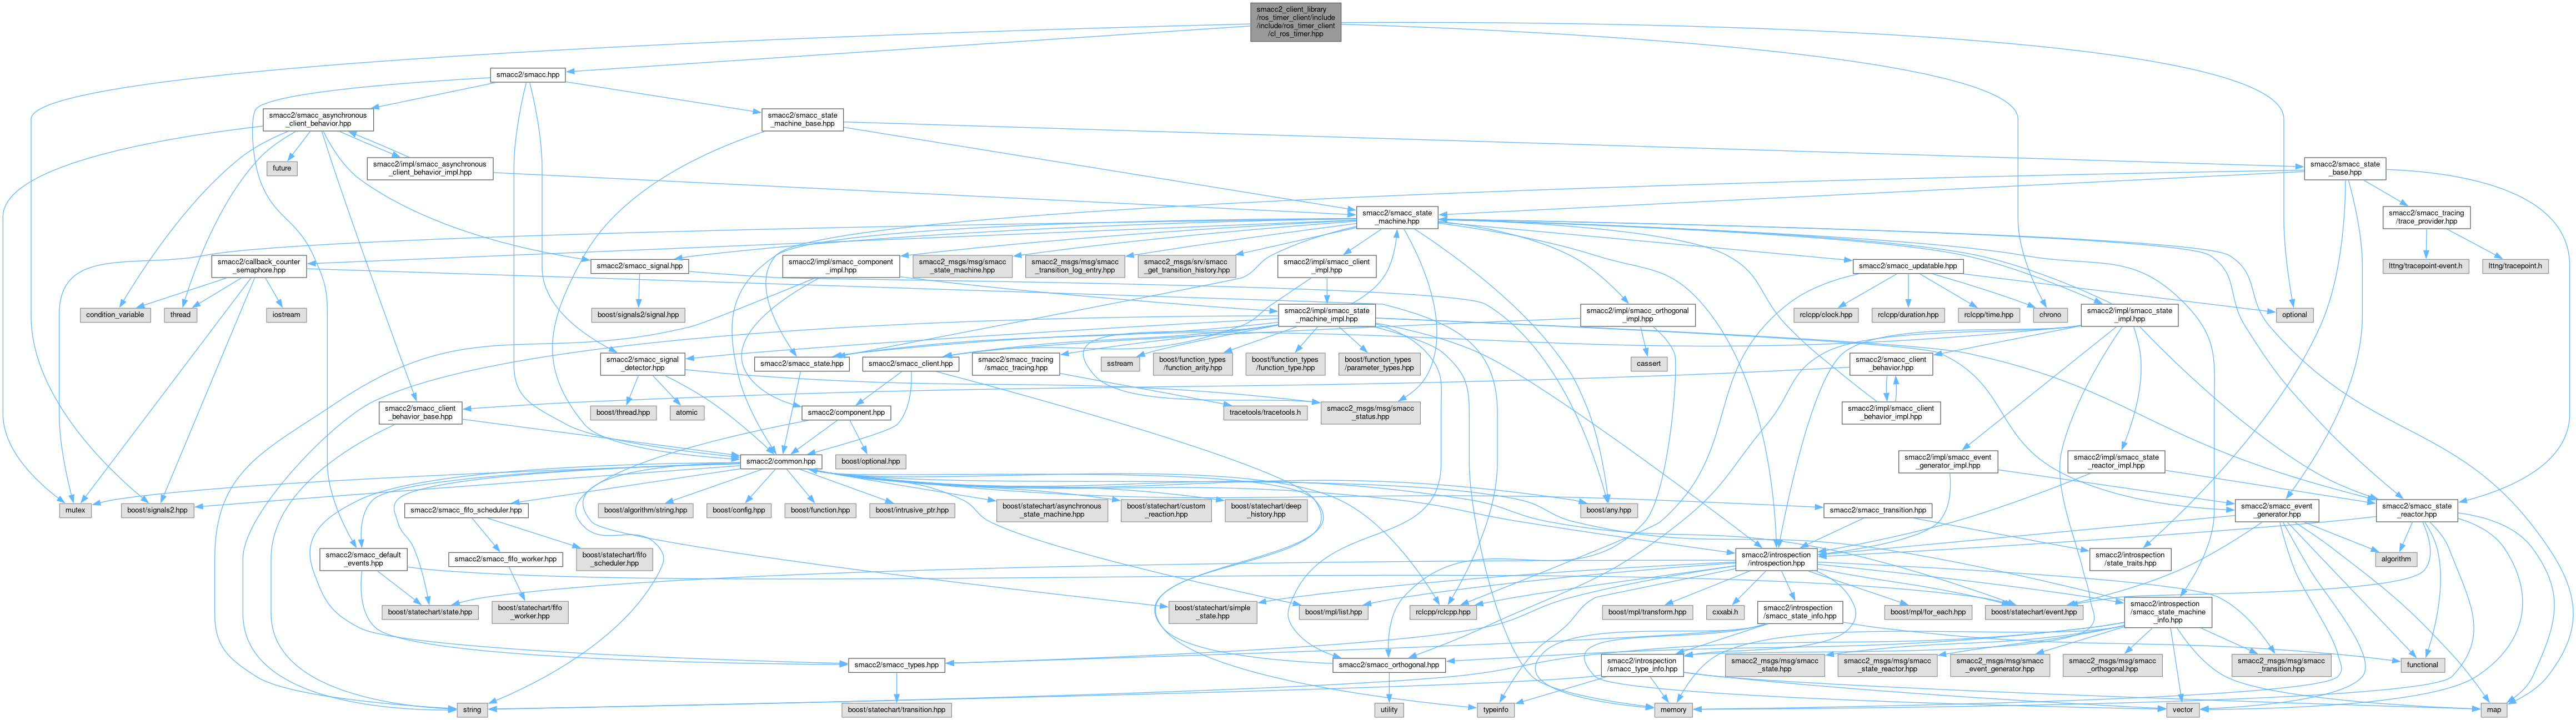 smacc2_client_library
/ros_timer_client/include
/include/ros_timer_client
/cl_ros_timer.hpp
smacc2/smacc.hpp
smacc2/smacc_asynchronous
_client_behavior.hpp
smacc2/smacc_state
_machine_base.hpp
future
smacc2/impl/smacc_asynchronous
_client_behavior_impl.hpp
smacc2/smacc_state
_base.hpp
smacc2/smacc_state
_machine.hpp
smacc2/smacc_tracing
/trace_provider.hpp
smacc2/callback_counter
_semaphore.hpp
smacc2/smacc_signal.hpp
smacc2/impl/smacc_component
_impl.hpp
smacc2_msgs/msg/smacc
_state_machine.hpp
smacc2_msgs/msg/smacc
_transition_log_entry.hpp
smacc2_msgs/srv/smacc
_get_transition_history.hpp
smacc2/impl/smacc_client
_impl.hpp
smacc2/smacc_updatable.hpp
lttng/tracepoint-event.h
lttng/tracepoint.h
condition_variable
thread
iostream
boost/signals2/signal.hpp
smacc2/impl/smacc_state
_machine_impl.hpp
smacc2/impl/smacc_orthogonal
_impl.hpp
rclcpp/clock.hpp
rclcpp/duration.hpp
rclcpp/time.hpp
chrono
smacc2/impl/smacc_state
_impl.hpp
optional
smacc2/smacc_signal
_detector.hpp
smacc2/smacc_state.hpp
smacc2/smacc_client.hpp
smacc2/smacc_tracing
/smacc_tracing.hpp
sstream
boost/function_types
/function_arity.hpp
boost/function_types
/function_type.hpp
boost/function_types
/parameter_types.hpp
cassert
smacc2/smacc_client
_behavior.hpp
smacc2/smacc_client
_behavior_base.hpp
boost/thread.hpp
atomic
smacc2/component.hpp
tracetools/tracetools.h
smacc2_msgs/msg/smacc
_status.hpp
smacc2/impl/smacc_client
_behavior_impl.hpp
smacc2/common.hpp
boost/optional.hpp
smacc2/impl/smacc_event
_generator_impl.hpp
smacc2/impl/smacc_state
_reactor_impl.hpp
mutex
boost/signals2.hpp
smacc2/smacc_fifo_scheduler.hpp
boost/algorithm/string.hpp
boost/config.hpp
boost/function.hpp
boost/intrusive_ptr.hpp
boost/statechart/asynchronous
_state_machine.hpp
boost/statechart/custom
_reaction.hpp
boost/statechart/deep
_history.hpp
boost/any.hpp
smacc2/smacc_transition.hpp
smacc2/smacc_event
_generator.hpp
smacc2/smacc_state
_reactor.hpp
smacc2/smacc_default
_events.hpp
smacc2/smacc_fifo_worker.hpp
boost/statechart/fifo
_scheduler.hpp
smacc2/introspection
/introspection.hpp
smacc2/introspection
/state_traits.hpp
algorithm
boost/statechart/state.hpp
boost/statechart/fifo
_worker.hpp
boost/statechart/simple
_state.hpp
boost/mpl/list.hpp
rclcpp/rclcpp.hpp
boost/mpl/transform.hpp
cxxabi.h
smacc2/introspection
/smacc_state_info.hpp
boost/mpl/for_each.hpp
boost/statechart/event.hpp
smacc2/introspection
/smacc_state_machine
_info.hpp
smacc2/smacc_types.hpp
smacc2/smacc_orthogonal.hpp
smacc2/introspection
/smacc_type_info.hpp
smacc2_msgs/msg/smacc
_state.hpp
smacc2_msgs/msg/smacc
_state_reactor.hpp
smacc2_msgs/msg/smacc
_event_generator.hpp
smacc2_msgs/msg/smacc
_orthogonal.hpp
smacc2_msgs/msg/smacc
_transition.hpp
functional
string
boost/statechart/transition.hpp
utility
typeinfo
memory
vector
map